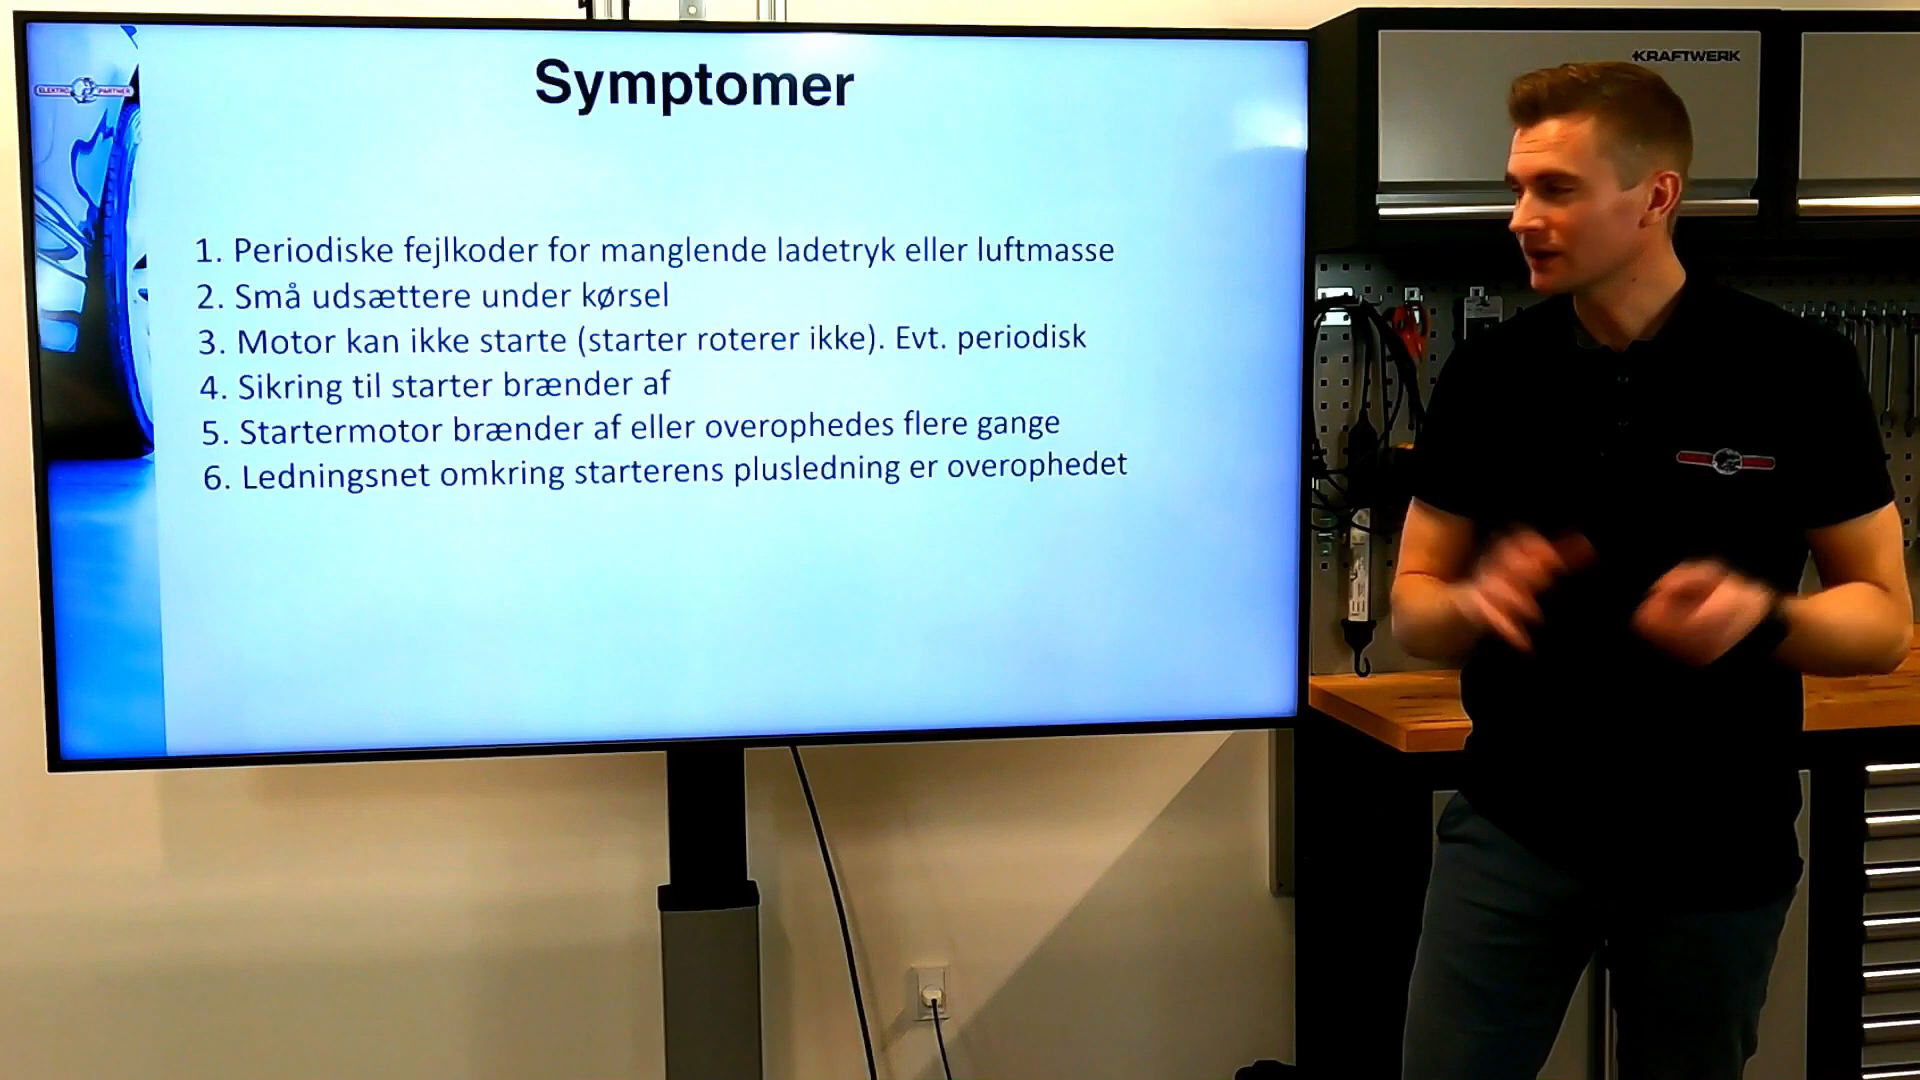 Symptomer
ELEKTRO PARTNER
KRAFTWERK
1. Periodiske fejlkoder for manglende ladetryk eller luftmasse
2. Små udsættere under kørsel
3. Motor kan ikke starte (starter roterer ikke). Evt. periodisk
4. Sikring til starter brænder af
5. Startermotor brænder af eller overophedes flere gange
6. Ledningsnet omkring starterens plusledning er overophedet